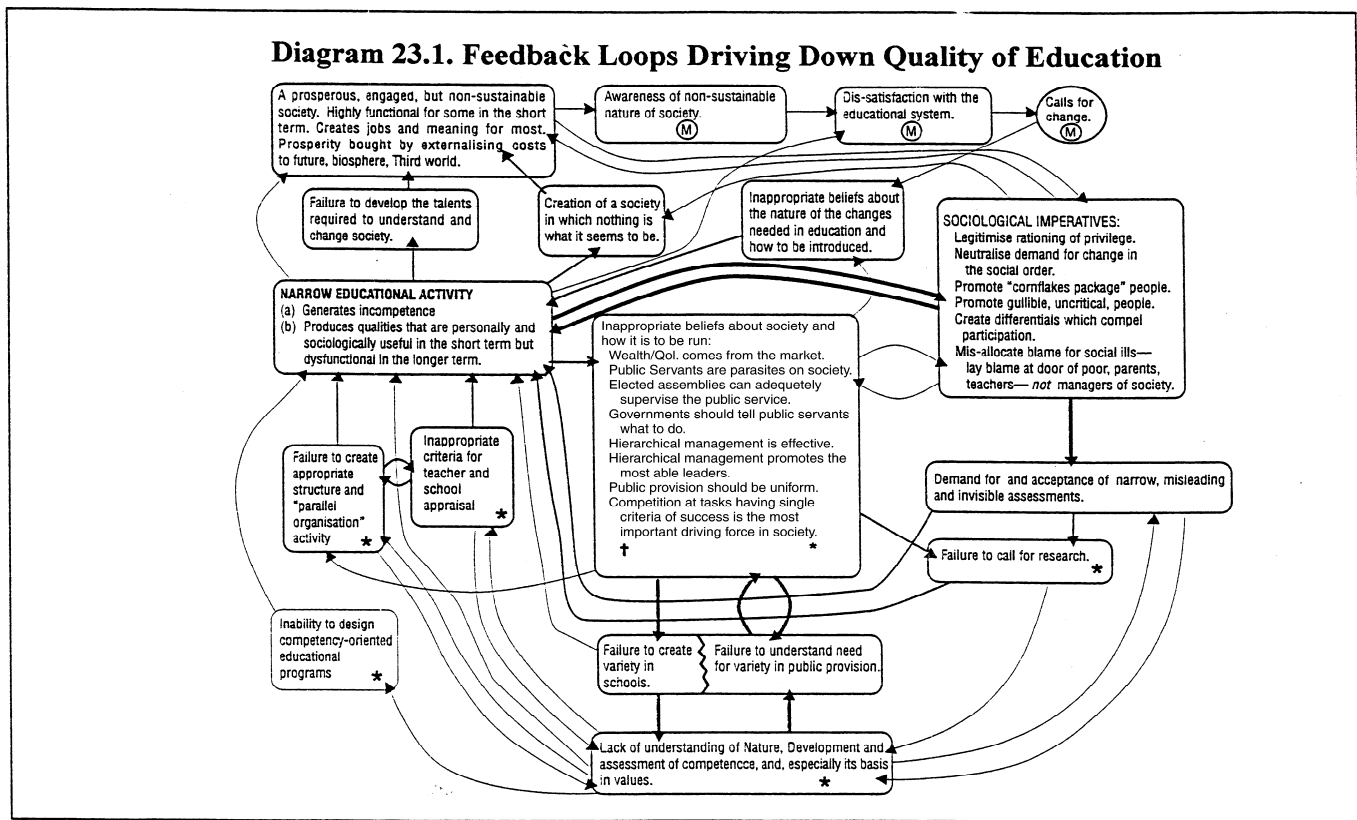 Diagram 23.1. Feedback Loops Driving Down Quality of Education
A prosperous, engaged, but non-sustainable
society. Highly functional for some in the short
term. Creates jobs and meaning for most.
Prosperity bought by externalising costs
to future, biosphere, Third world.
Awareness of non-sustainable
nature of society.
M
Dis-satisfaction with the
educational system.
M
Calls for
change.
M
Failure to develop the talents
required to understand and
change society.
Creation of a society
in which nothing is
what it seems to be.
Inappropriate beliefs about
the nature of the changes
needed in education and
how to be introduced.
SOCIOLOGICAL IMPERATIVES:
Legitimise rationing of privilege.
Neutralise demand for change in
the social order.
Promote "cornflakes package" people.
Promote gullible, uncritical, people.
Create differentials which compel
participation.
Mis-allocate blame for social ills—
lay blame at door of poor, parents,
teachers— not managers of society.
NARROW EDUCATIONAL ACTIVITY
(a) Generates incompetence
(b) Produces qualities that are personally and
sociologically useful in the short term but
dysfunctional in the longer term.
Inappropriate beliefs about society and
how it is to be run:
Wealth/QoL comes from the market.
Public Servants are parasites on society.
Elected assemblies can adequetely
supervise the public service.
Governments should tell public servants
what to do.
Hierarchical management is effective.
Hierarchical management promotes the
most able leaders.
Public provision should be uniform.
Competition at tasks having single
criteria of success is the most
important driving force in society.
† *
Failure to create
appropriate
structure and
"parallel
organisation"
activity *
Inappropriate
criteria for
teacher and
school
appraisal
*
Demand for and acceptance of narrow, misleading
and invisible assessments.
Failure to call for research.
*
Inability to design
competency-oriented
educational
programs *
Failure to create
variety in
schools.
Failure to understand need
for variety in public provision.
Lack of understanding of Nature, Development and
assessment of competencce, and, especially its basis
in values. *